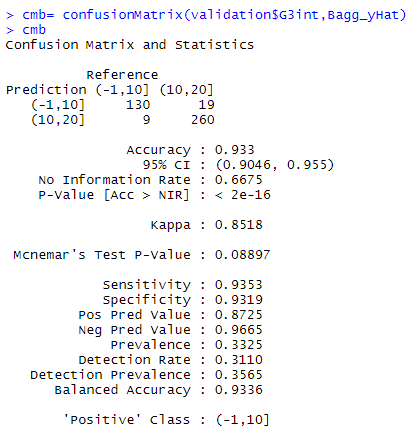 > cmb= confusionMatrix(validation$G3int,Bagg_yHat)
> cmb
Confusion Matrix and Statistics
Reference
Prediction (-1,10] (10,20]
(-1,10] 130 19
(10,20] 9 260
Accuracy : 0.933
95% CI : (0.9046, 0.955)
No Information Rate : 0.6675
P-Value [Acc > NIR] : < 2e-16
Kappa : 0.8518
Mcnemar's Test P-Value : 0.08897
Sensitivity : 0.9353
Specificity : 0.9319
Pos Pred Value : 0.8725
Neg Pred Value : 0.9665
Prevalence : 0.3325
Detection Rate : 0.3110
Detection Prevalence : 0.3565
Balanced Accuracy : 0.9336
'Positive' Class : (-1,10]